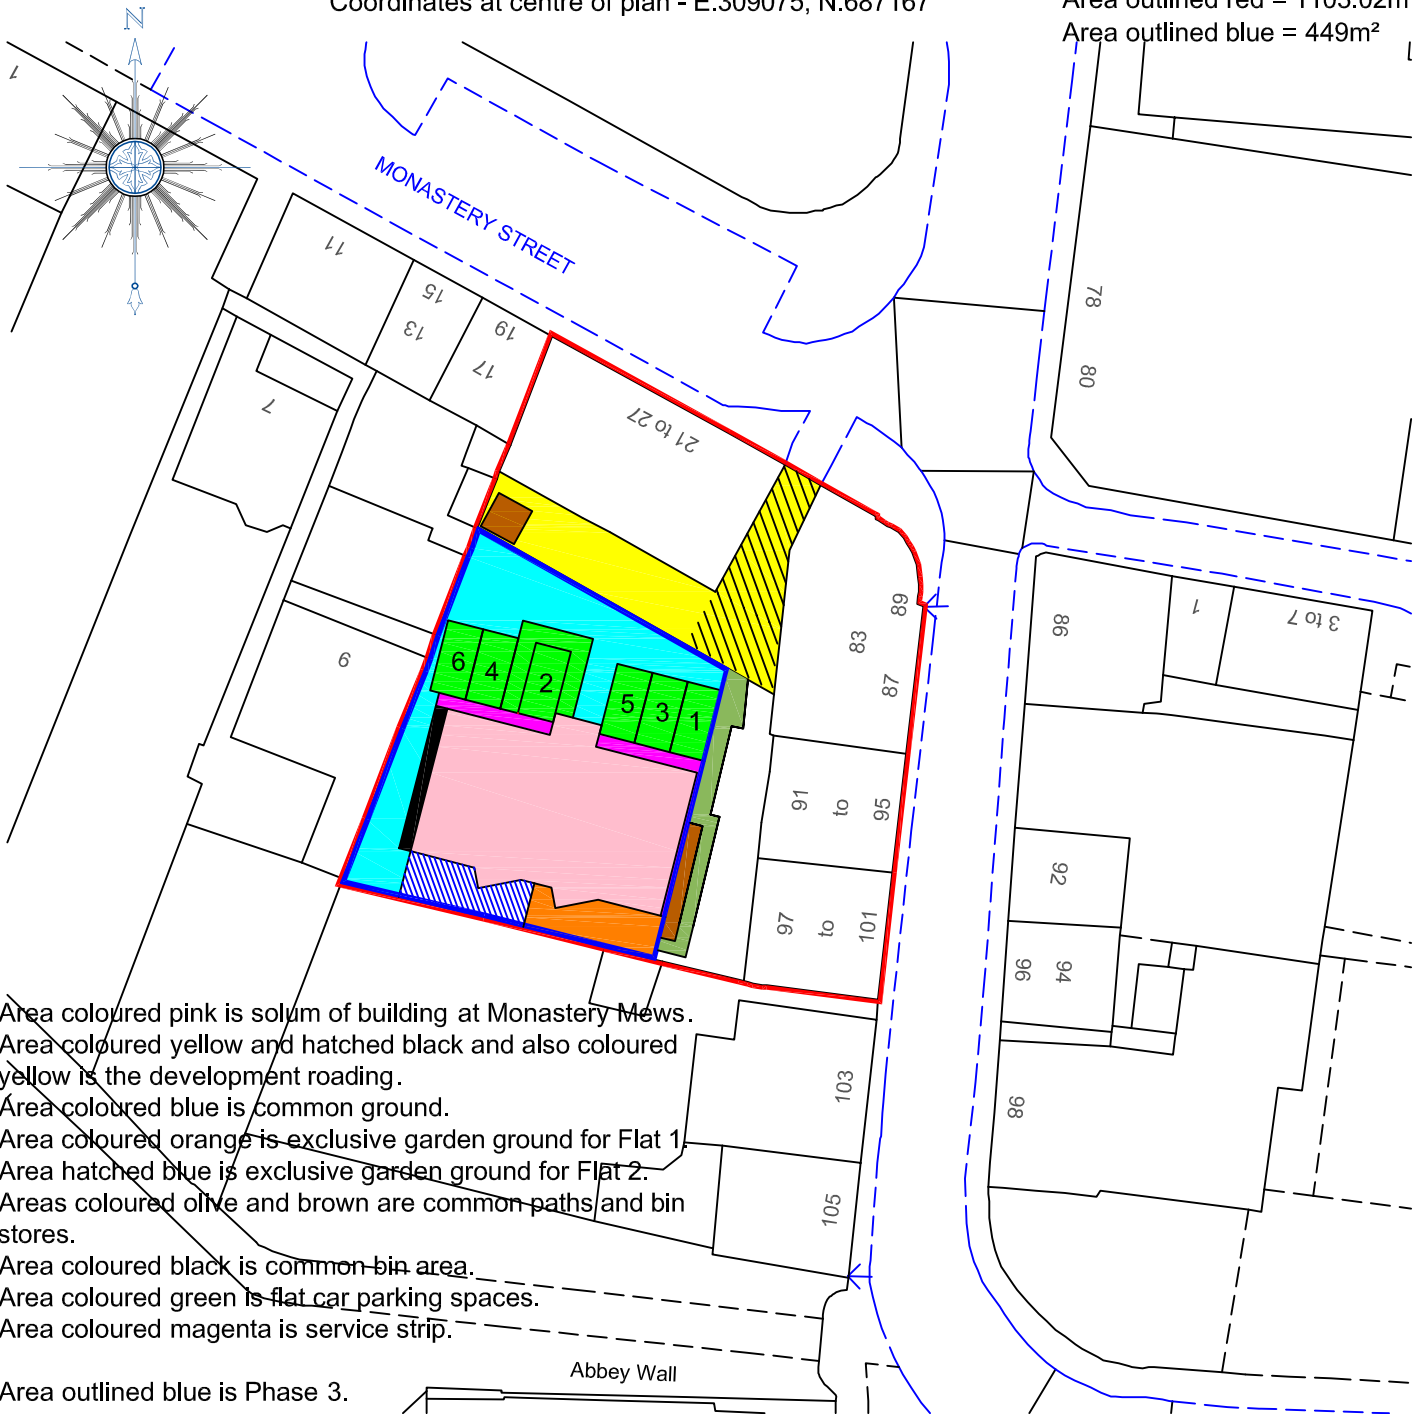 Coordinates at centre of plan - E.309075, N.687167
Area outlined red = 1105.02m
Area outlined blue = 449m²
N
1
MONASTERY STREET
11
15
13
19
17
7
21 to 27
78
80
9
89
83
87
86
1
3 to 7
6
4
2
5
3
1
91
to
95
92
97
to
101
96
94
Area coloured pink is solum of building at Monastery Mews.
Area coloured yellow and hatched black and also coloured
yellow is the development roading.
Area coloured blue is common ground.
Area coloured orange is exclusive garden ground for Flat 1.
Area hatched blue is exclusive garden ground for Flat 2.
Areas coloured olive and brown are common paths and bin
stores.
Area coloured black is common bin area.
Area coloured green is flat car parking spaces.
Area coloured magenta is service strip.
103
98
105
Abbey Wall
Area outlined blue is Phase 3.